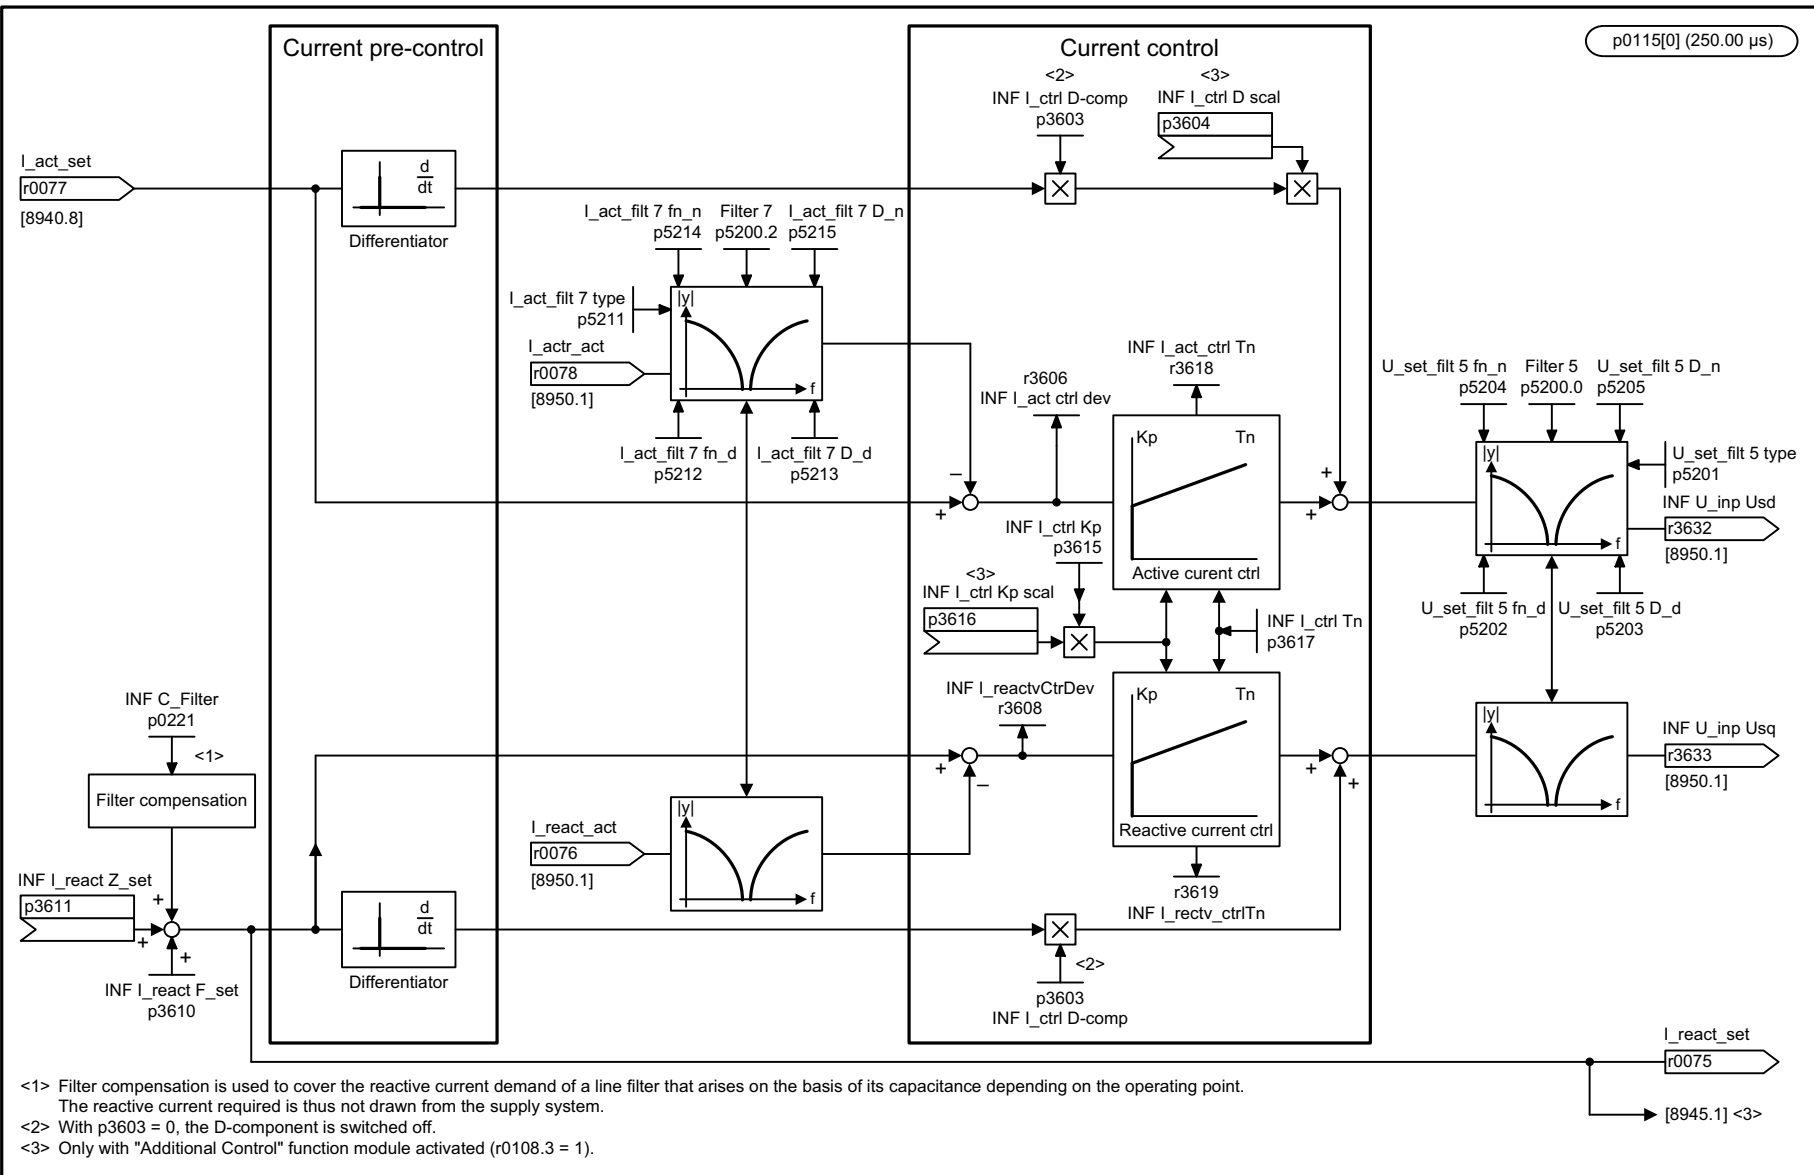 Current pre-control
Current control
p0115[0] (250.00 µs)
<2>
INF I_ctrl D-comp
p3603
<3>
INF I_ctrl D scal
p3604
I_act_set
r0077
[8940.8]
d
dt
Differentiator
I_act_filt 7 fn_n
p5214
Filter 7
p5200.2
I_act_filt 7 D_n
p5215
I_act_filt 7 type
p5211
|y|
f
I_actr_act
r0078
[8950.1]
I_act_filt 7 fn_d
p5212
I_act_filt 7 D_d
p5213
r3606
INF I_act ctrl dev
INF I_act_ctrl Tn
r3618
Kp Tn
Active curent ctrl
–
+
+
+
U_set_filt 5 fn_n
p5204
Filter 5
p5200.0
U_set_filt 5 D_n
p5205
|y|
f
U_set_filt 5 type
p5201
INF U_inp Usd
r3632
[8950.1]
U_set_filt 5 fn_d
p5202
U_set_filt 5 D_d
p5203
INF I_ctrl Kp
p3615
<3>
INF I_ctrl Kp scal
p3616
INF I_ctrl Tn
p3617
INF I_reactvCtrDev
r3608
Kp Tn
Reactive current ctrl
r3619
INF I_rectv_ctrlTn
+
–
+
+
|y|
f
INF U_inp Usq
r3633
[8950.1]
INF C_Filter
p0221
<1>
Filter compensation
I_react_act
r0076
[8950.1]
|y|
f
INF I_react Z_set
p3611
+
+
+
INF I_react F_set
p3610
d
dt
Differentiator
<2>
p3603
INF I_ctrl D-comp
I_react_set
r0075
[8945.1] <3>
<1> Filter compensation is used to cover the reactive current demand of a line filter that arises on the basis of its capacitance depending on the operating point.
The reactive current required is thus not drawn from the supply system.
<2> With p3603 = 0, the D-component is switched off.
<3> Only with "Additional Control" function module activated (r0108.3 = 1).